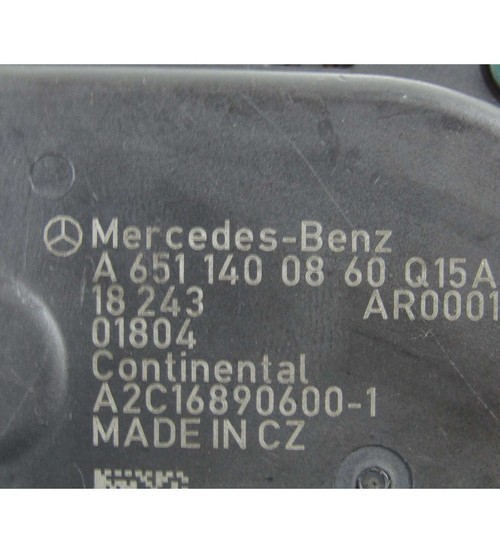 Mercedes-Benz
A 651 140 08 60 Q15A
18 243 AR0001
01804
Continental
A2C16890600-1
MADE IN CZ